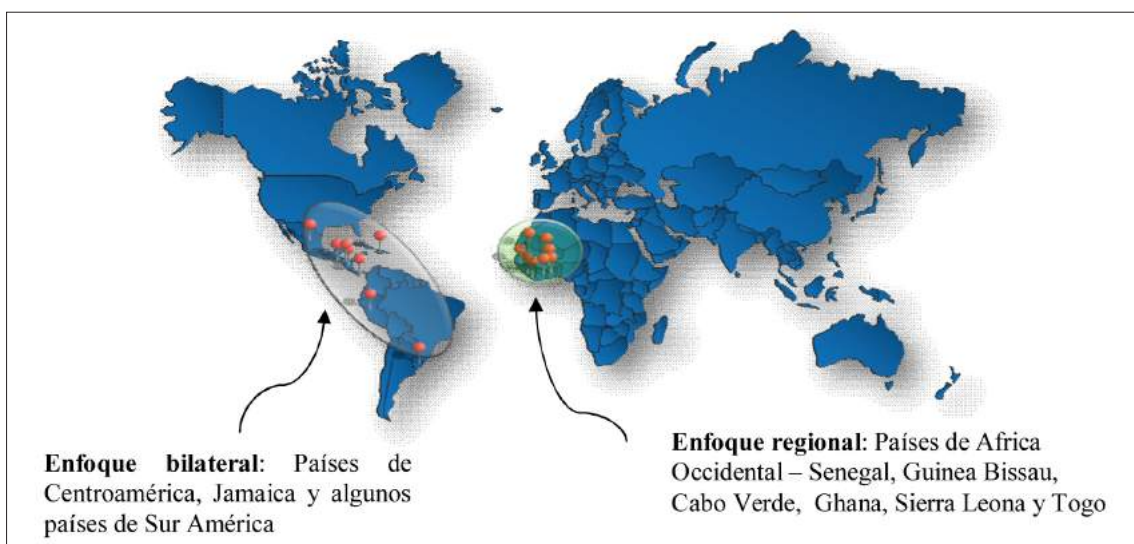 Enfoque bilateral: Países de
Centroamérica, Jamaica y algunos
países de Sur América
Enfoque regional: Países de Africa
Occidental – Senegal, Guinea Bissau,
Cabo Verde, Ghana, Sierra Leona y Togo